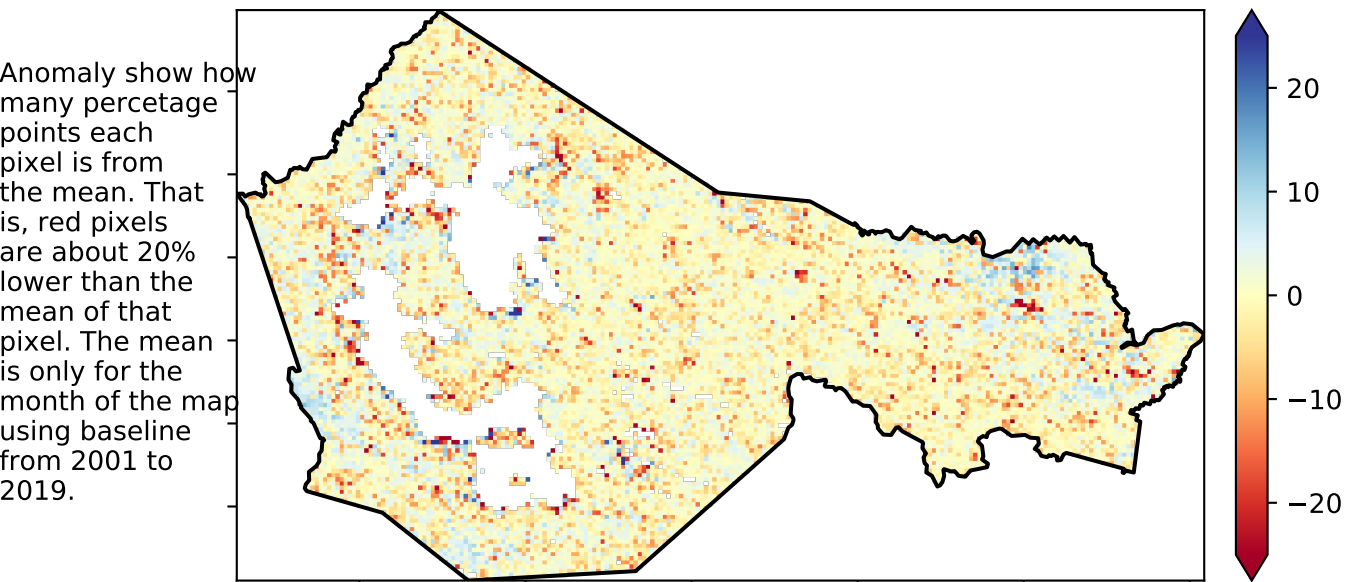 Anomaly show how
many percetage
points each
pixel is from
the mean. That
is, red pixels
are about 20%
lower than the
mean of that
pixel. The mean
is only for the
month of the map
using baseline
from 2001 to
2019.
20
10
0
−10
−20